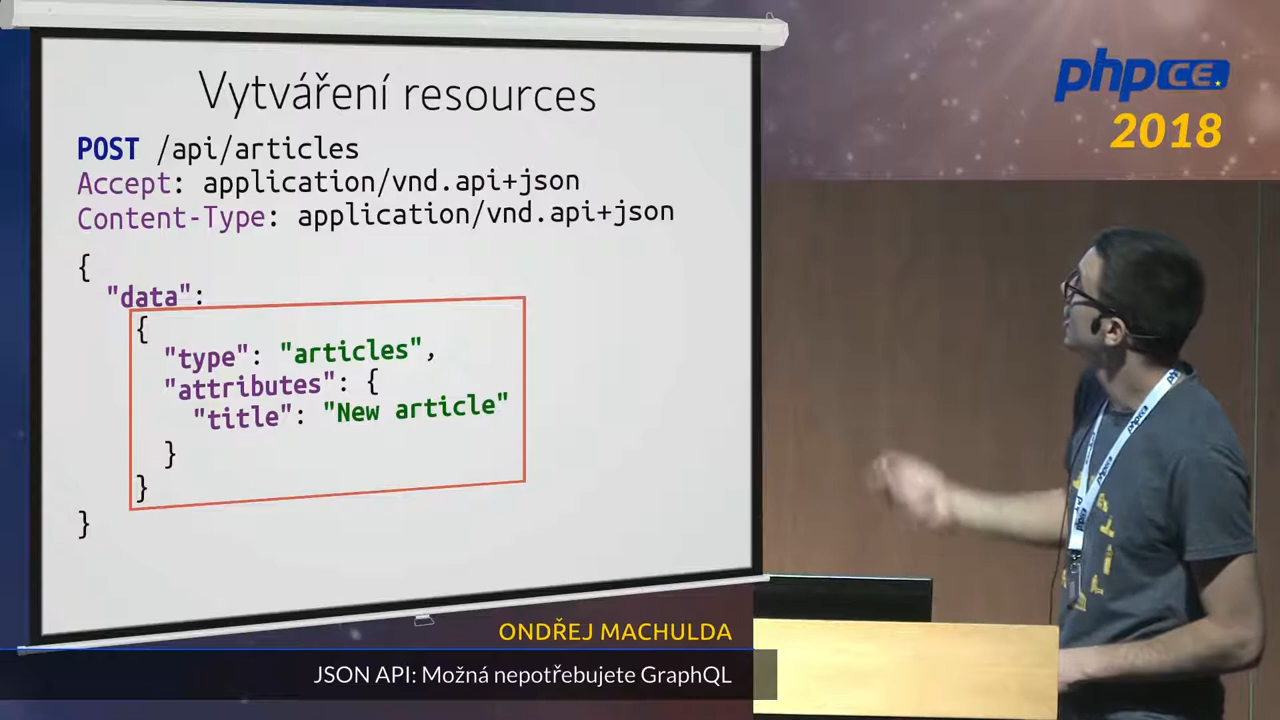 Vytváření resources
POST /api/articles
Accept: application/vnd.api+json
Content-Type: application/vnd.api+json
{
"data":
{
"type": "articles",
"attributes": {
"title": "New article"
}
}
}
phpCE
2018
ONDŘEJ MACHULDA
JSON API: Možná nepotřebujete GraphQL